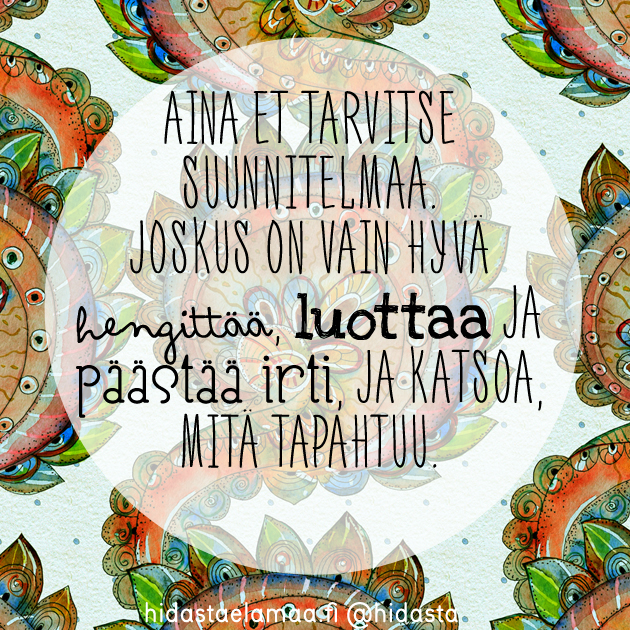 AINA ET TARVITSE
SUUNNITELMAA.
JOSKUS ON VAIN HYVÄ
hengittää, luottaa JA
päästää irti, JA KATSOA,
MITÄ TAPAHTUU.
hidastaelamaa.fi @hidasta